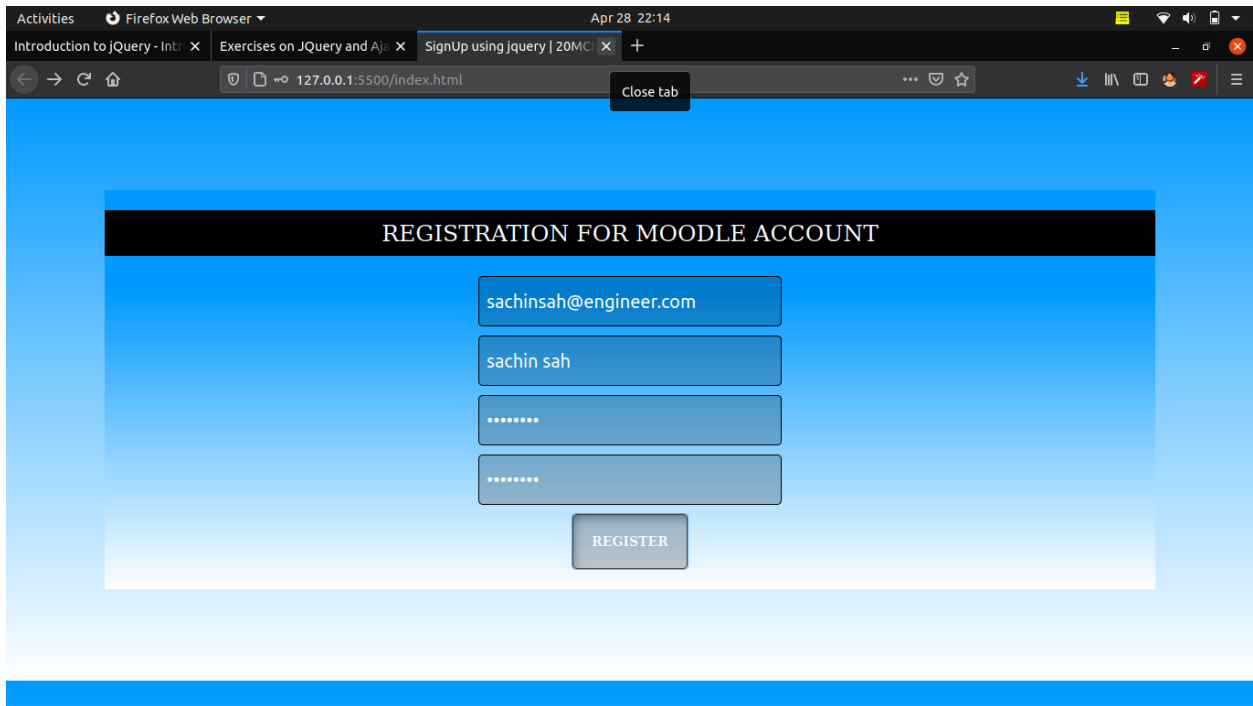 Activities Firefox Web Browser Apr 28 22:14
Introduction to jQuery - Intr Exercises on JQuery and Aja SignUp using jquery | 20MC
127.0.0.1:5500/index.html
Close tab
REGISTRATION FOR MOODLE ACCOUNT
sachinsah@engineer.com
sachin sah
••••••••
••••••••
REGISTER